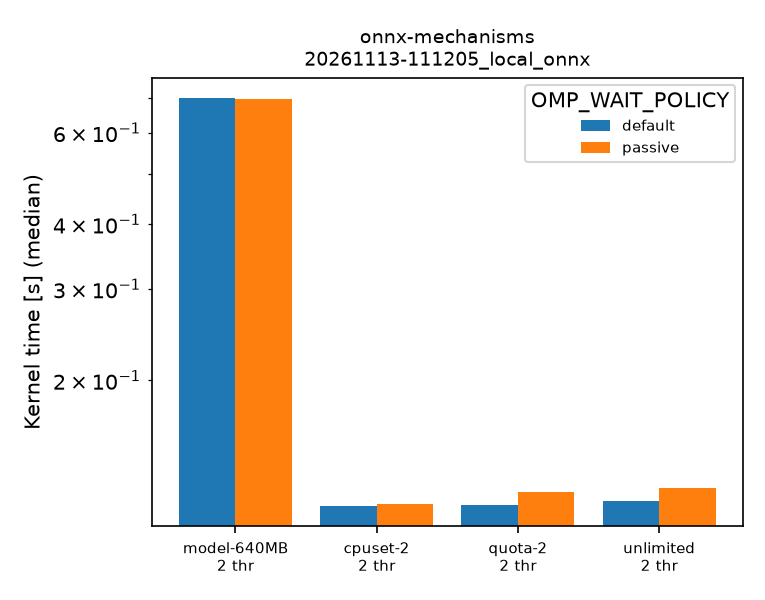 onnx-mechanisms
20261113-111205_local_onnx
OMP_WAIT_POLICY
default
passive
Kernel time [s] (median)
6 × 10⁻¹
4 × 10⁻¹
3 × 10⁻¹
2 × 10⁻¹
model-640MB
2 thr
cpuset-2
2 thr
quota-2
2 thr
unlimited
2 thr